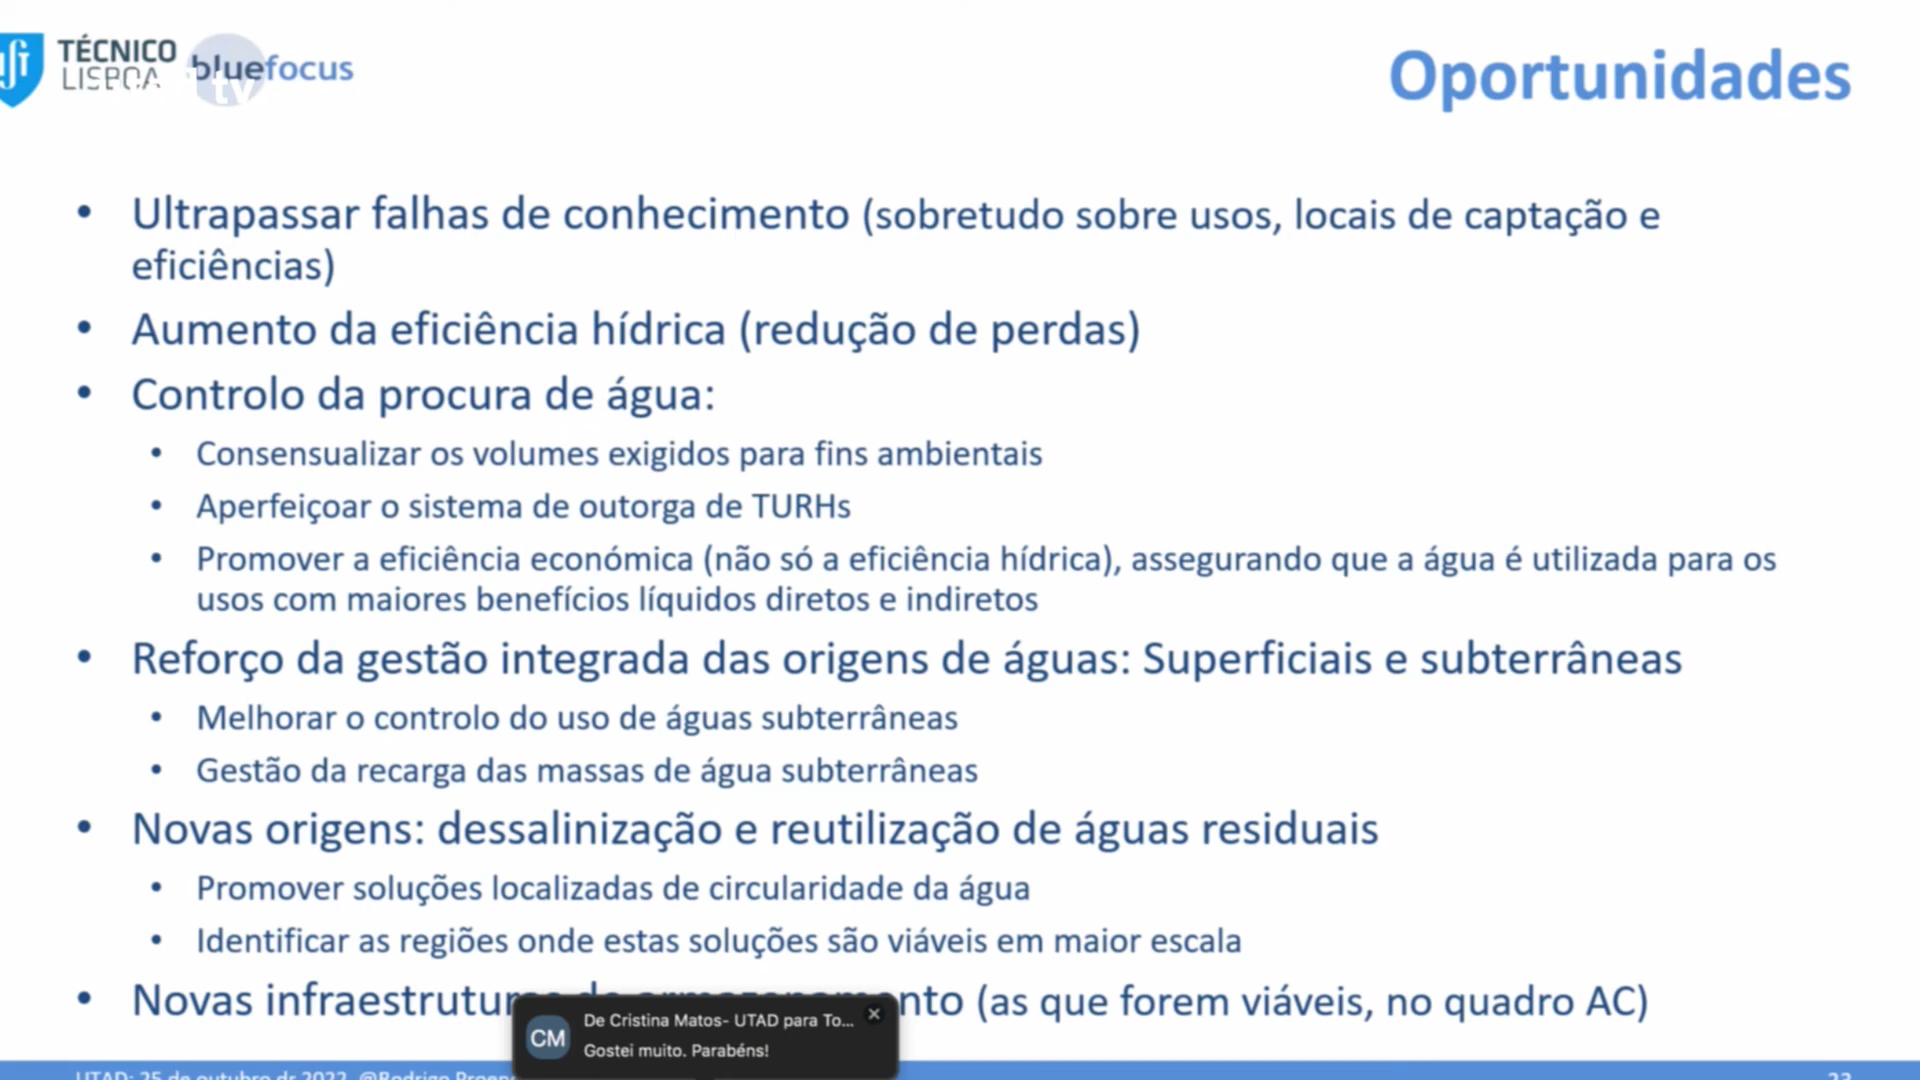 TÉCNICO
LISBOA
bluefocus
tv
Oportunidades
• Ultrapassar falhas de conhecimento (sobretudo sobre usos, locais de captação e
eficiências)
• Aumento da eficiência hídrica (redução de perdas)
• Controlo da procura de água:
• Consensualizar os volumes exigidos para fins ambientais
• Aperfeiçoar o sistema de outorga de TURHs
• Promover a eficiência económica (não só a eficiência hídrica), assegurando que a água é utilizada para os
usos com maiores benefícios líquidos diretos e indiretos
• Reforço da gestão integrada das origens de águas: Superficiais e subterrâneas
• Melhorar o controlo do uso de águas subterrâneas
• Gestão da recarga das massas de água subterrâneas
• Novas origens: dessalinização e reutilização de águas residuais
• Promover soluções localizadas de circularidade da água
• Identificar as regiões onde estas soluções são viáveis em maior escala
• Novas infraestruturas de armazenamento (as que forem viáveis, no quadro AC)
CM
De Cristina Matos- UTAD para To...
Gostei muito. Parabéns!
UTAD: 25 de outubro dr 2022, @Rodrigo
23